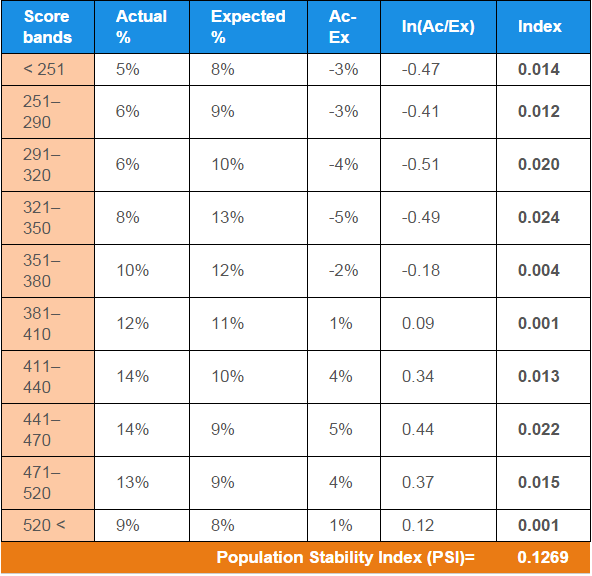 Score bands Actual % Expected % Ac-Ex ln(Ac/Ex) Index
< 251 5% 8% -3% -0.47 0.014
251–290 6% 9% -3% -0.41 0.012
291–320 6% 10% -4% -0.51 0.020
321–350 8% 13% -5% -0.49 0.024
351–380 10% 12% -2% -0.18 0.004
381–410 12% 11% 1% 0.09 0.001
411–440 14% 10% 4% 0.34 0.013
441–470 14% 9% 5% 0.44 0.022
471–520 13% 9% 4% 0.37 0.015
520 < 9% 8% 1% 0.12 0.001
Population Stability Index (PSI)= 0.1269